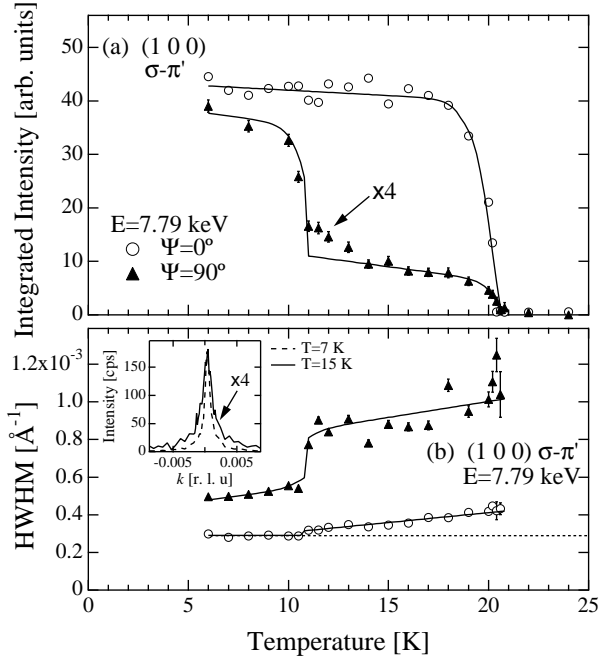 50
40
30
20
10
0
Integrated Intensity [arb. units]
(a) (1 0 0)
σ-π'
x4
E=7.79 keV
Ψ=0º
Ψ=90º
1.2x10⁻³
1.0
0.8
0.6
0.4
0.2
0
HWHM [Å⁻¹]
150
100
50
0
Intensity [cps]
x4
-0.005
0.005
k [r. l. u]
T=7 K
T=15 K
(b) (1 0 0) σ-π'
E=7.79 keV
0 5 10 15 20 25
Temperature [K]